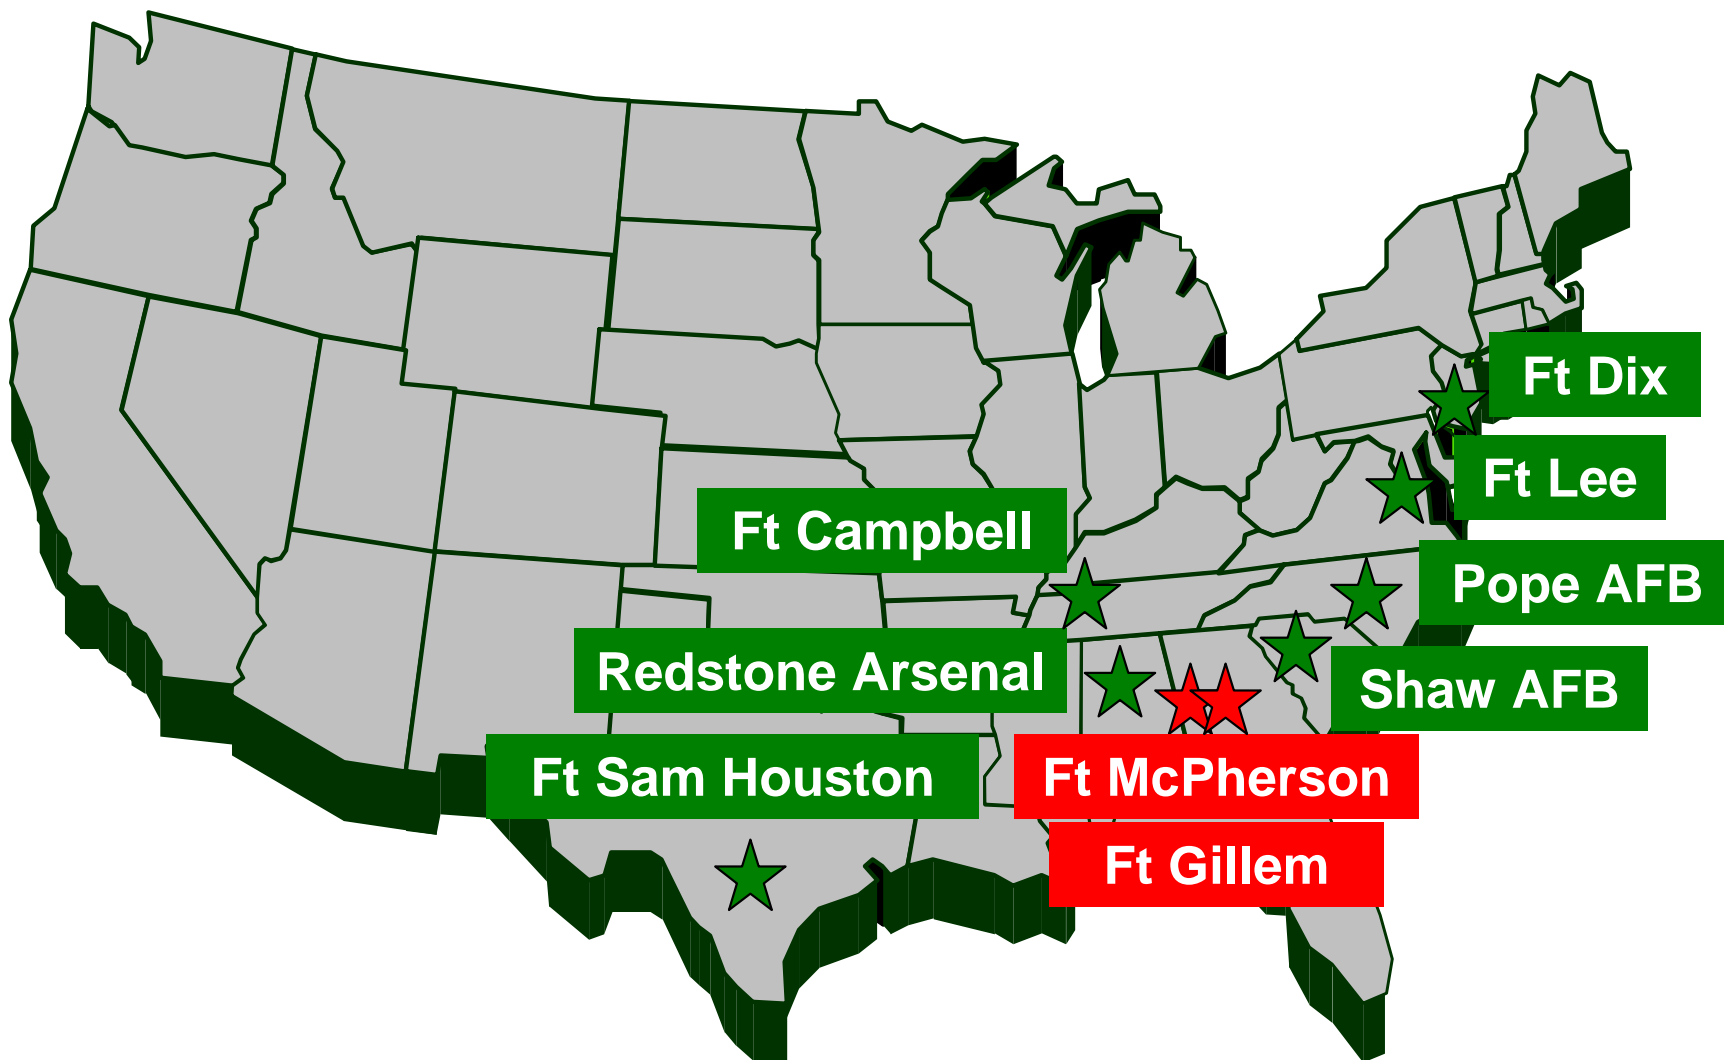 Ft Dix
Ft Lee
Ft Campbell
Pope AFB
Redstone Arsenal
Shaw AFB
Ft Sam Houston
Ft McPherson
Ft Gillem